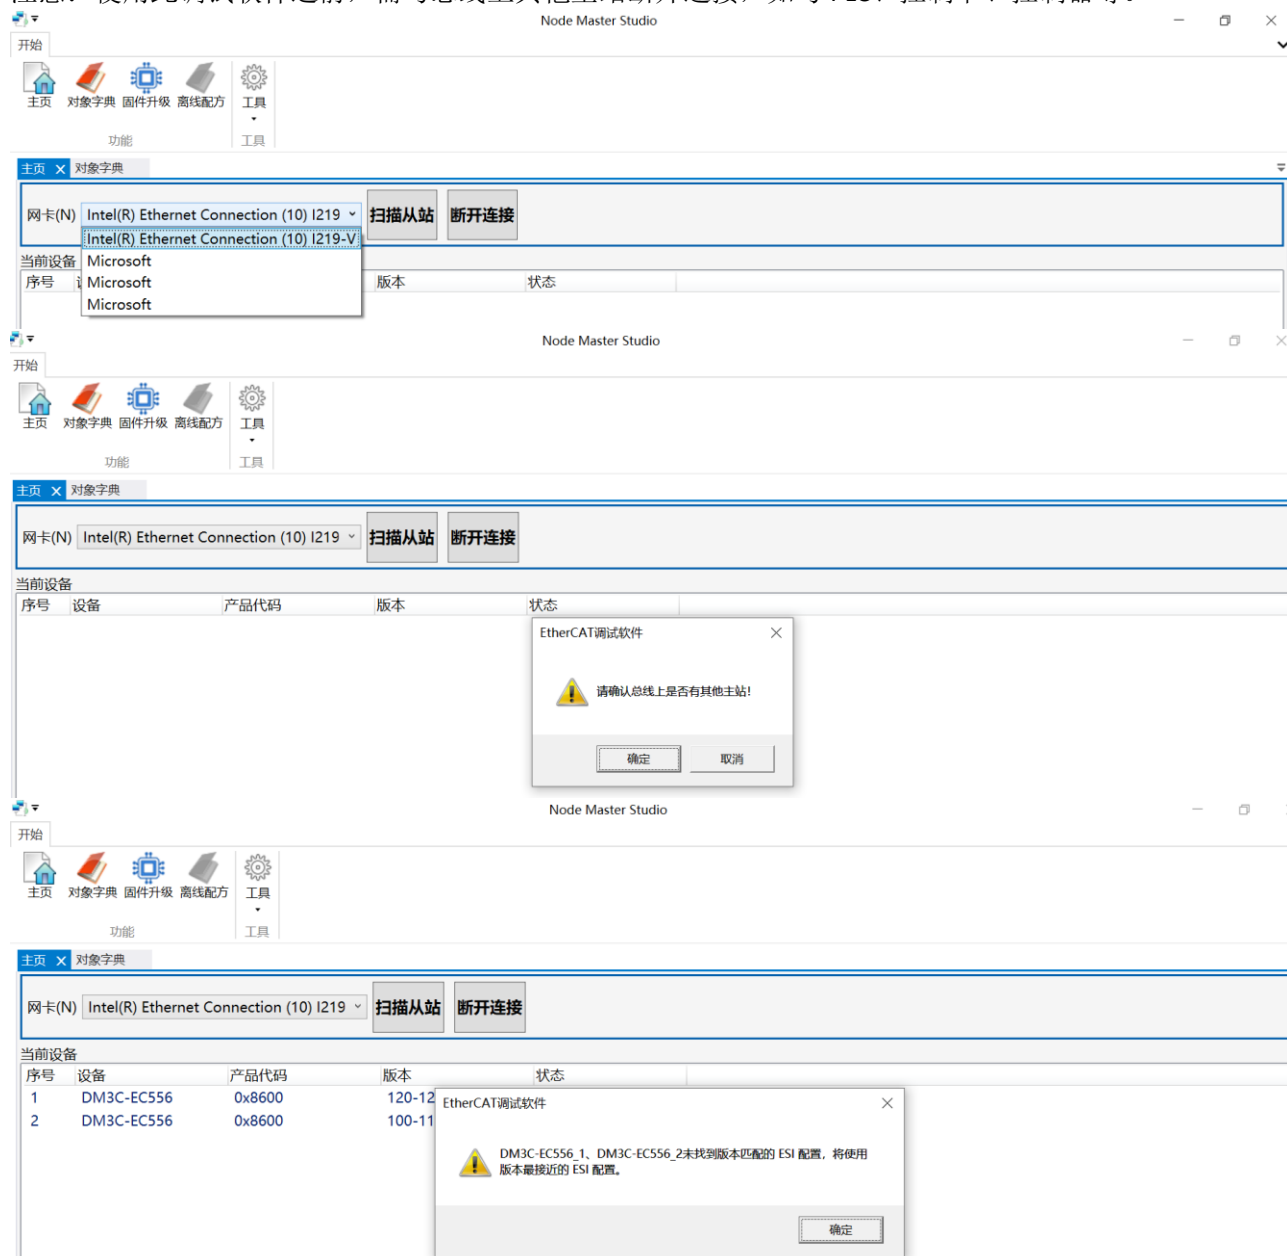 Node Master Studio
开始
主页 对象字典 固件升级 离线配方 工具
功能 工具
主页 对象字典
网卡(N) Intel(R) Ethernet Connection (10) I219 扫描从站 断开连接
Intel(R) Ethernet Connection (10) I219-V
当前设备
Microsoft
序号 版本 状态
Microsoft
Microsoft
Node Master Studio
开始
主页 对象字典 固件升级 离线配方 工具
功能 工具
主页 对象字典
网卡(N) Intel(R) Ethernet Connection (10) I219 扫描从站 断开连接
当前设备
序号 设备 产品代码 版本 状态
EtherCAT调试软件
请确认总线上是否有其他主站!
确定 取消
Node Master Studio
开始
主页 对象字典 固件升级 离线配方 工具
功能 工具
主页 对象字典
网卡(N) Intel(R) Ethernet Connection (10) I219 扫描从站 断开连接
当前设备
序号 设备 产品代码 版本 状态
1 DM3C-EC556 0x8600 120-12
2 DM3C-EC556 0x8600 100-11
EtherCAT调试软件
DM3C-EC556_1、DM3C-EC556_2未找到版本匹配的 ESI 配置，将使用
版本最接近的 ESI 配置。
确定